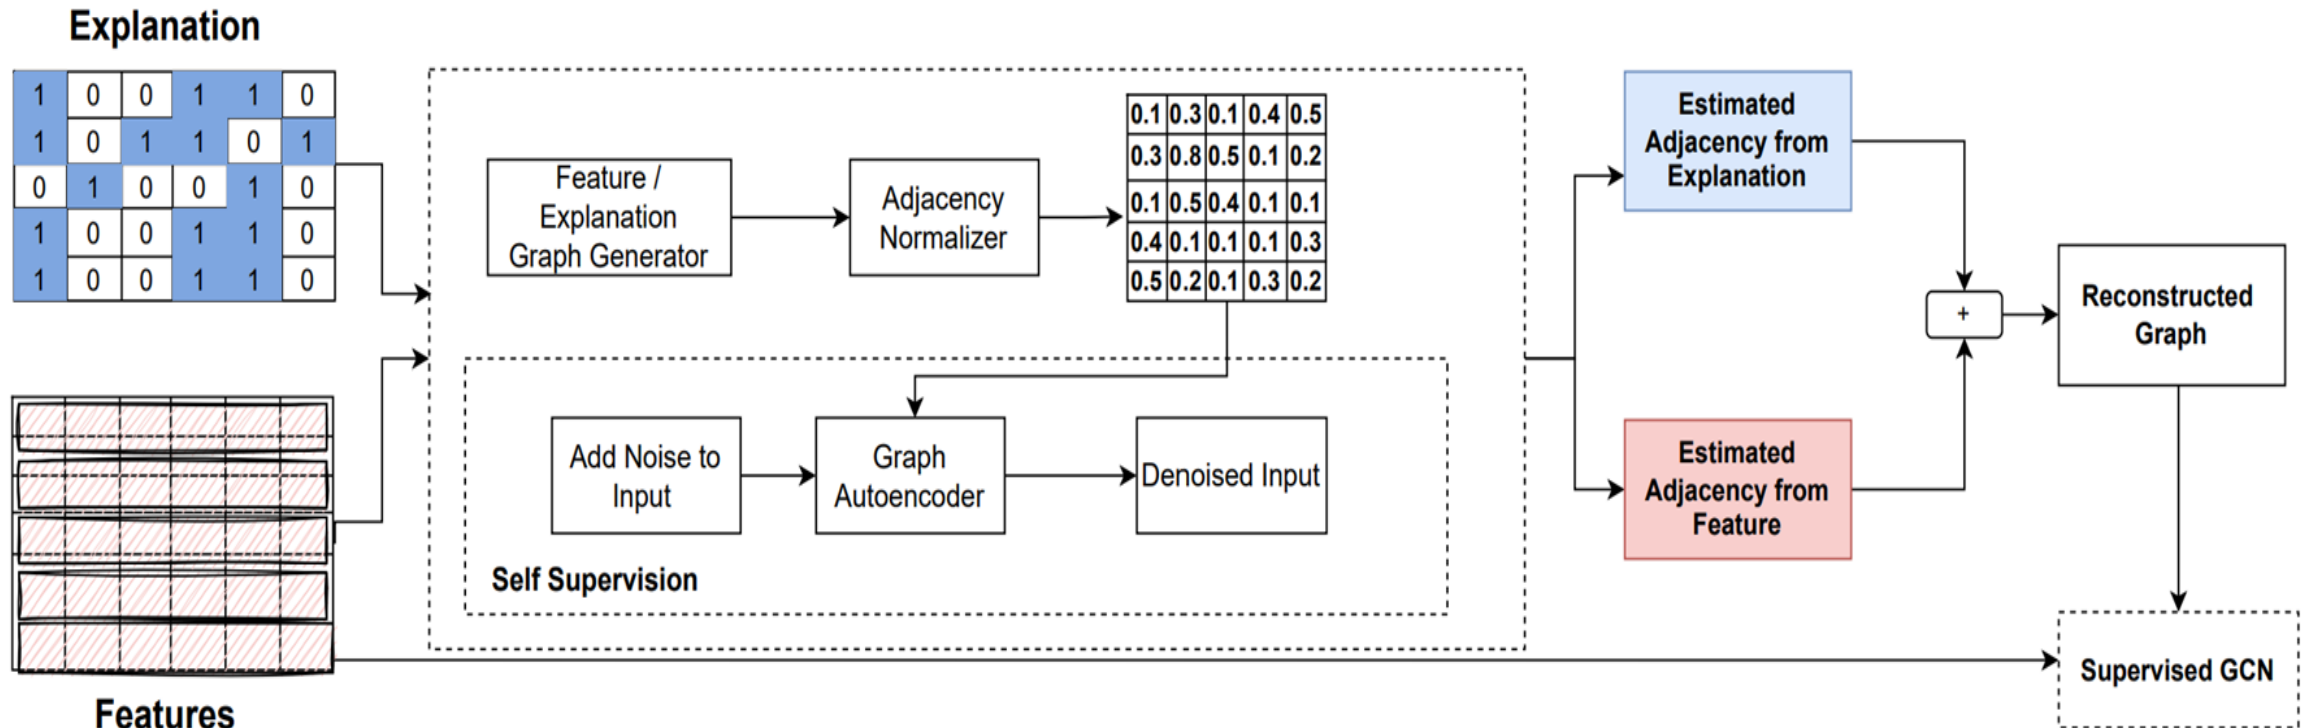 Explanation
1 0 0 1 1 0
1 0 1 1 0 1
0 1 0 0 1 0
1 0 0 1 1 0
1 0 0 1 1 0
Features
Feature /
Explanation
Graph Generator
Adjacency
Normalizer
0.1 0.3 0.1 0.4 0.5
0.3 0.8 0.5 0.1 0.2
0.1 0.5 0.4 0.1 0.1
0.4 0.1 0.1 0.1 0.3
0.5 0.2 0.1 0.3 0.2
Add Noise to
Input
Graph
Autoencoder
Denoised Input
Self Supervision
Estimated
Adjacency from
Explanation
Estimated
Adjacency from
Feature
+
Reconstructed
Graph
Supervised GCN